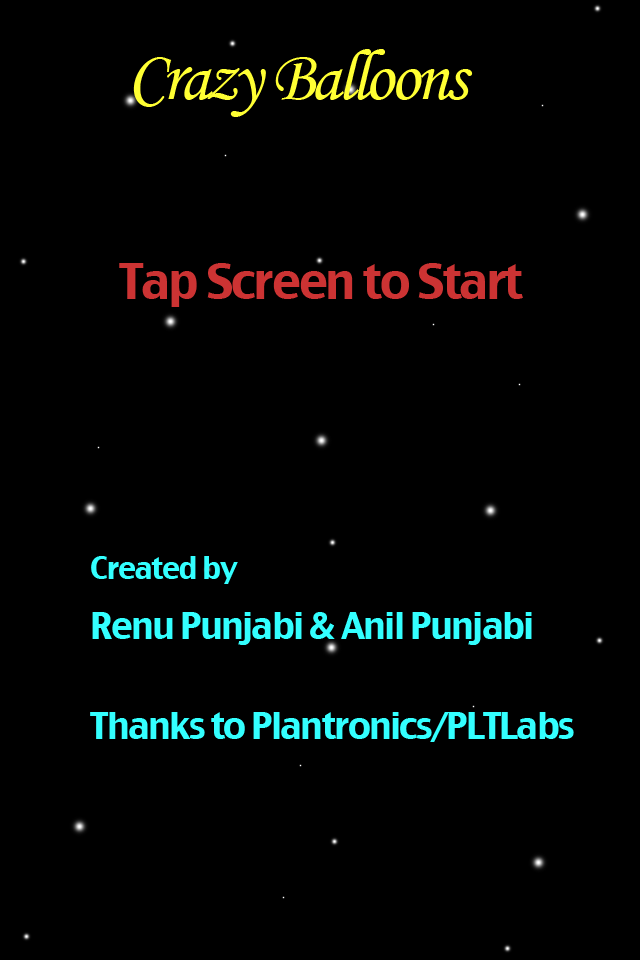 Crazy Balloons
Tap Screen to Start
Created by
Renu Punjabi & Anil Punjabi
Thanks to Plantronics/PLTLabs